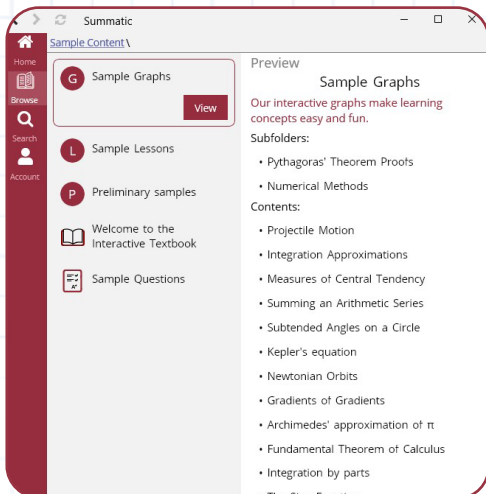 Summatic
Sample Content \
Home
Browse
Search
Account
G Sample Graphs
View
L Sample Lessons
P Preliminary samples
Welcome to the
Interactive Textbook
Sample Questions
Preview
Sample Graphs
Our interactive graphs make learning
concepts easy and fun.
Subfolders:
• Pythagoras' Theorem Proofs
• Numerical Methods
Contents:
• Projectile Motion
• Integration Approximations
• Measures of Central Tendency
• Summing an Arithmetic Series
• Subtended Angles on a Circle
• Kepler's equation
• Newtonian Orbits
• Gradients of Gradients
• Archimedes' approximation of π
• Fundamental Theorem of Calculus
• Integration by parts